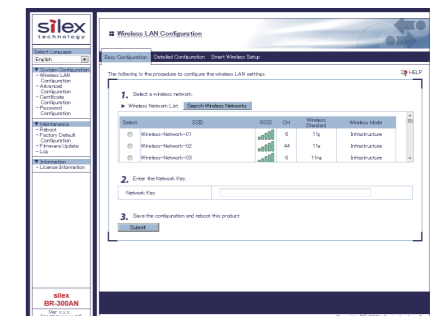 silex
technology
Select Language
English
▼ System Configuration
- Wireless LAN
Configuration
- Advanced
Configuration
- Certificate
Configuration
- Password
Configuration
▼ Maintenance
- Reboot
- Factory Default
Configuration
- Firmware Update
- Log
▼ Information
- License Information
silex
BR-300AN
Ver x.x.x
Wireless LAN Configuration
Easy Configuration Detailed Configuration Smart Wireless Setup
The following is the procedure to configure the wireless LAN settings.
HELP
1. Select a wireless network.
▶ Wireless Network List Search Wireless Networks
Select SSID RSSI CH Wireless Standard Wireless Mode
Wireless-Network-01 6 11g Infrastructure
Wireless-Network-02 44 11a Infrastructure
Wireless-Network-03 6 11ng Infrastructure
2. Enter the Network Key.
Network Key
3. Save the configuration and reboot this product.
Submit